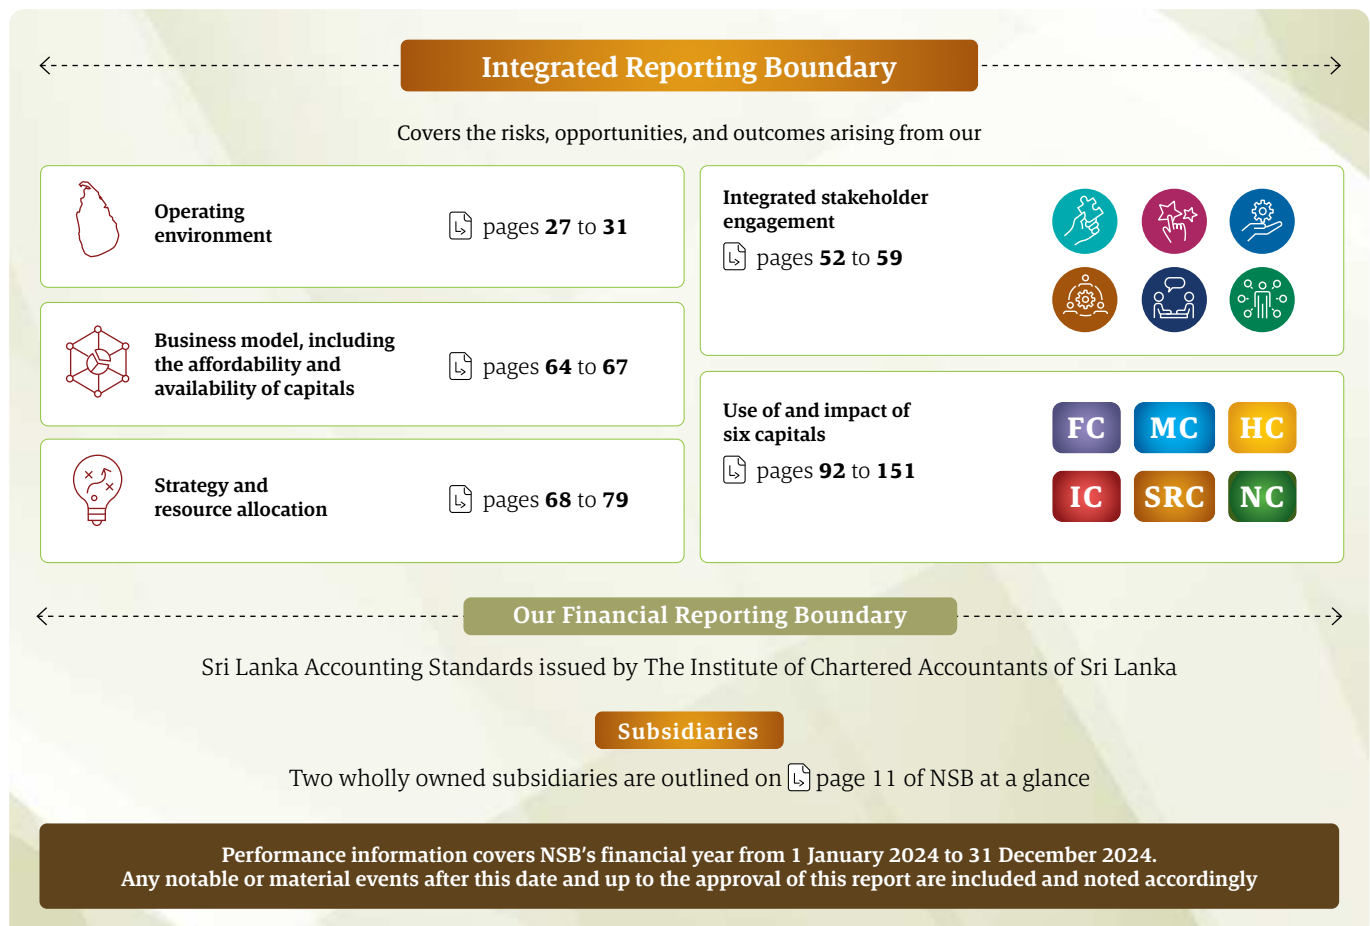 Integrated Reporting Boundary
Covers the risks, opportunities, and outcomes arising from our
Operating
environment
pages 27 to 31
Business model, including
the affordability and
availability of capitals
pages 64 to 67
Strategy and
resource allocation
pages 68 to 79
Integrated stakeholder
engagement
pages 52 to 59
Use of and impact of
six capitals
pages 92 to 151
FC MC HC
IC SRC NC
Our Financial Reporting Boundary
Sri Lanka Accounting Standards issued by The Institute of Chartered Accountants of Sri Lanka
Subsidiaries
Two wholly owned subsidiaries are outlined on page 11 of NSB at a glance
Performance information covers NSB’s financial year from 1 January 2024 to 31 December 2024.
Any notable or material events after this date and up to the approval of this report are included and noted accordingly